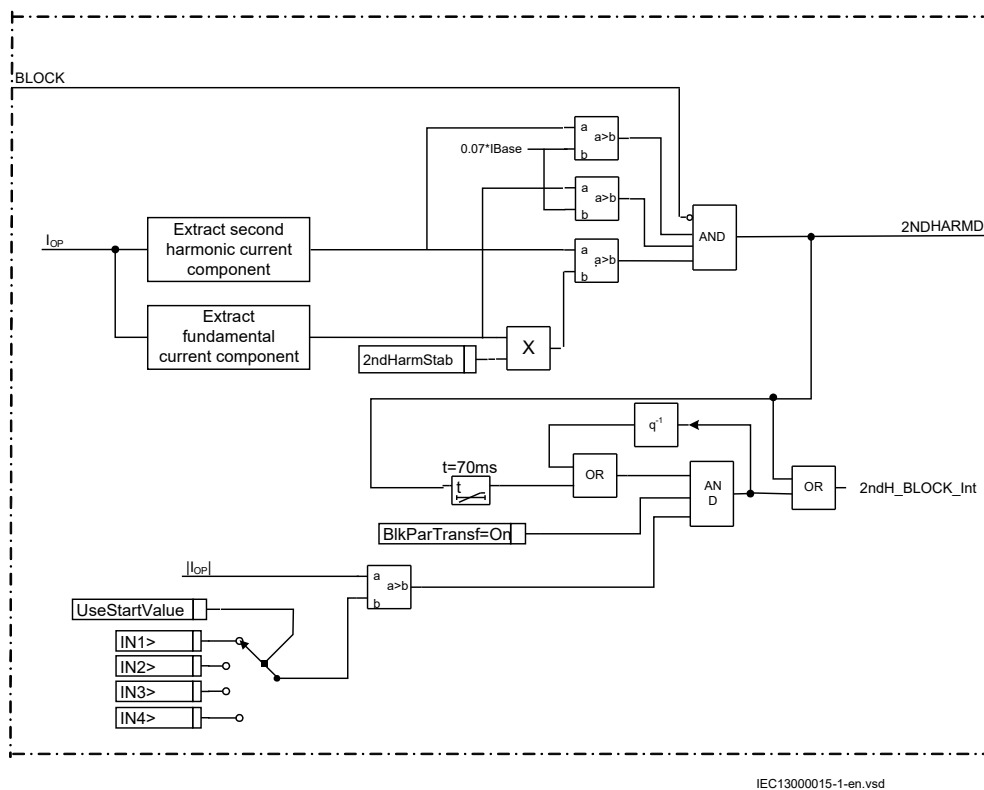 BLOCK
a
a>b
b
0.07*IBase
a
a>b
b
2NDHARMD
AND
IOP
Extract second
harmonic current
component
a
a>b
b
Extract
fundamental
current component
X
2ndHarmStab
q-1
t=70ms
t
OR
AN
D
OR
2ndH_BLOCK_Int
BlkParTransf=On
|IOP|
a
a>b
b
UseStartValue
IN1>
IN2>
IN3>
IN4>
IEC13000015-1-en.vsd